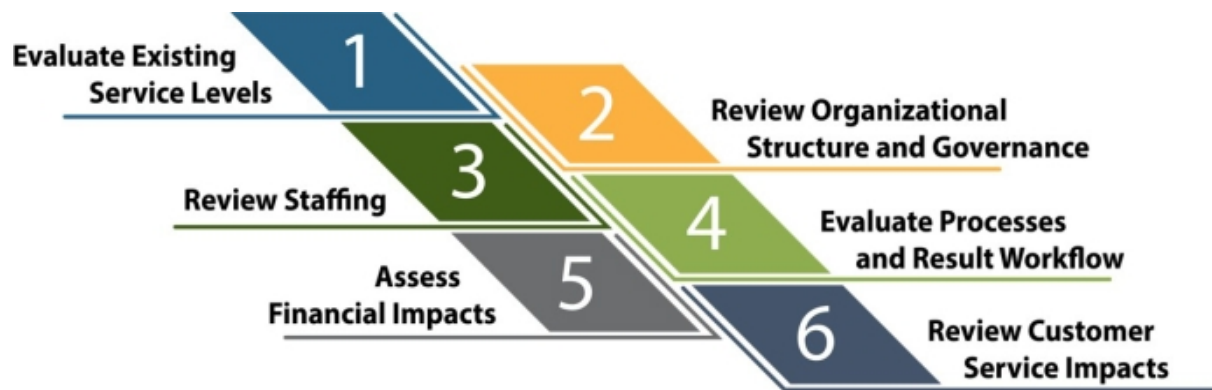 1
Evaluate Existing
Service Levels
2
Review Organizational
Structure and Governance
3
Review Staffing
4
Evaluate Processes
and Result Workflow
5
Assess
Financial Impacts
6
Review Customer
Service Impacts